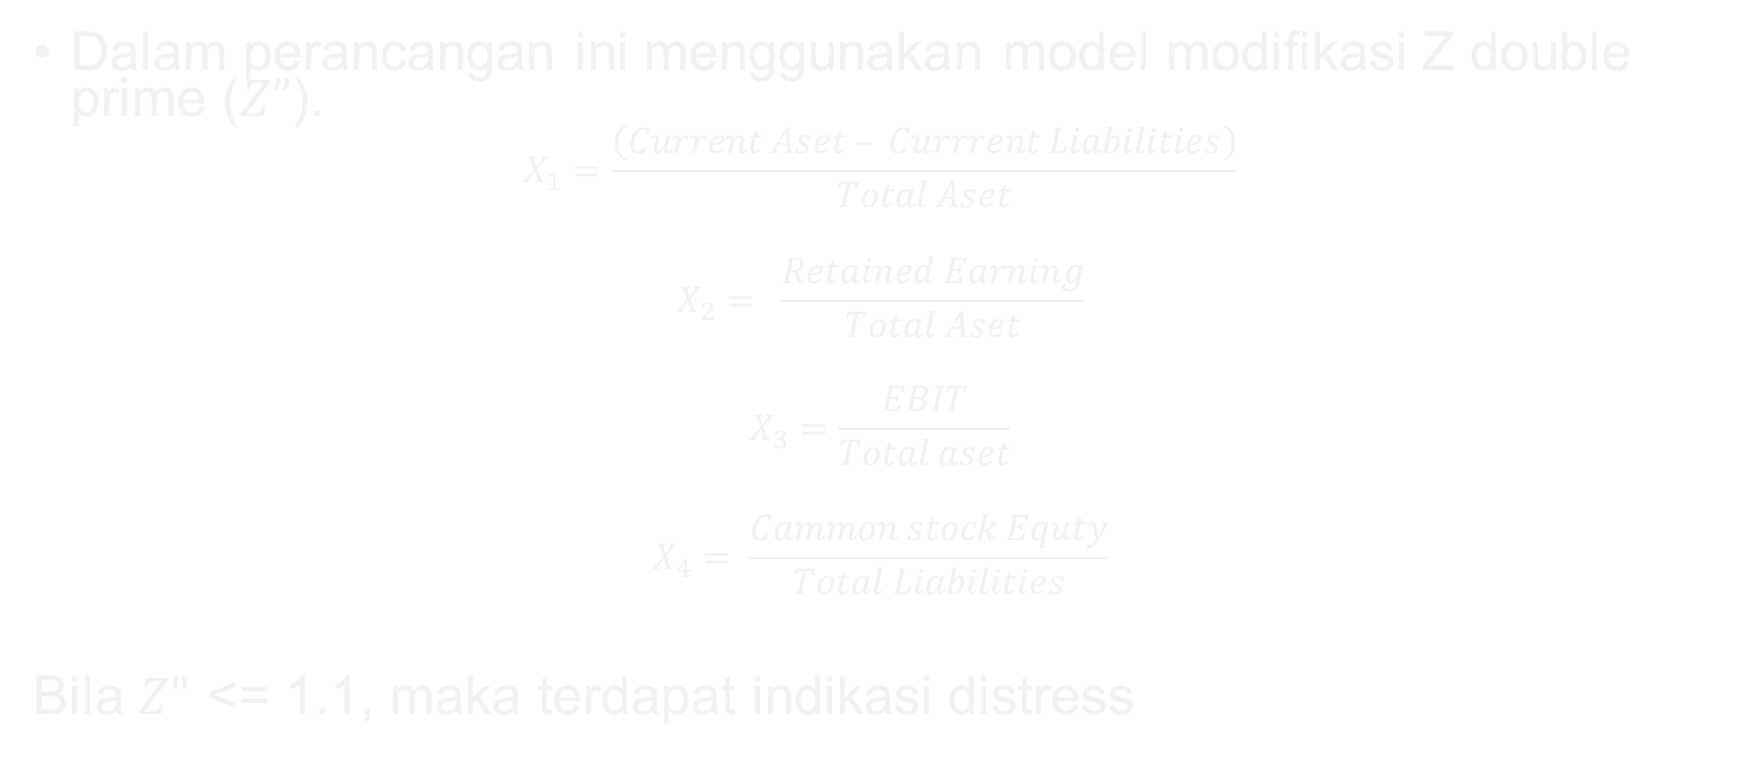 • Dalam perancangan ini menggunakan model modifikasi Z double
prime (Z”).
X₁ = (Current Aset − Currrent Liabilities) / Total Aset
X₂ = Retained Earning / Total Aset
X₃ = EBIT / Total aset
X₄ = Cammon stock Equty / Total Liabilities
Bila Z" <= 1.1, maka terdapat indikasi distress